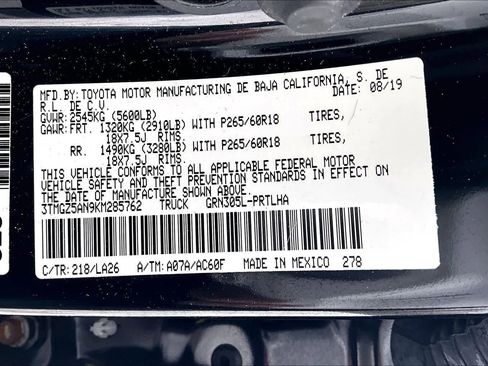 MFD.BY:TOYOTA MOTOR MANUFACTURING DE BAJA CALIFORNIA, S. DE
R.L. DE C.V. DATE: 08/19
GVWR:2545KG (5600LB)
GAWR:FRT. 1320KG (2910LB) WITH P265/60R18 TIRES,
18X7.5J RIMS.
RR. 1490KG (3280LB) WITH P265/60R18 TIRES,
18X7.5J RIMS.
THIS VEHICLE CONFORMS TO ALL APPLICABLE FEDERAL MOTOR
VEHICLE SAFETY AND THEFT PREVENTION STANDARDS IN EFFECT ON
THE DATE OF MANUFACTURE SHOWN ABOVE.
3TMGZ5AN9KM285762 TRUCK GRN305L-PRTLHA
C/TR:218/LA26 A/TM:A07A/AC60F MADE IN MEXICO 278